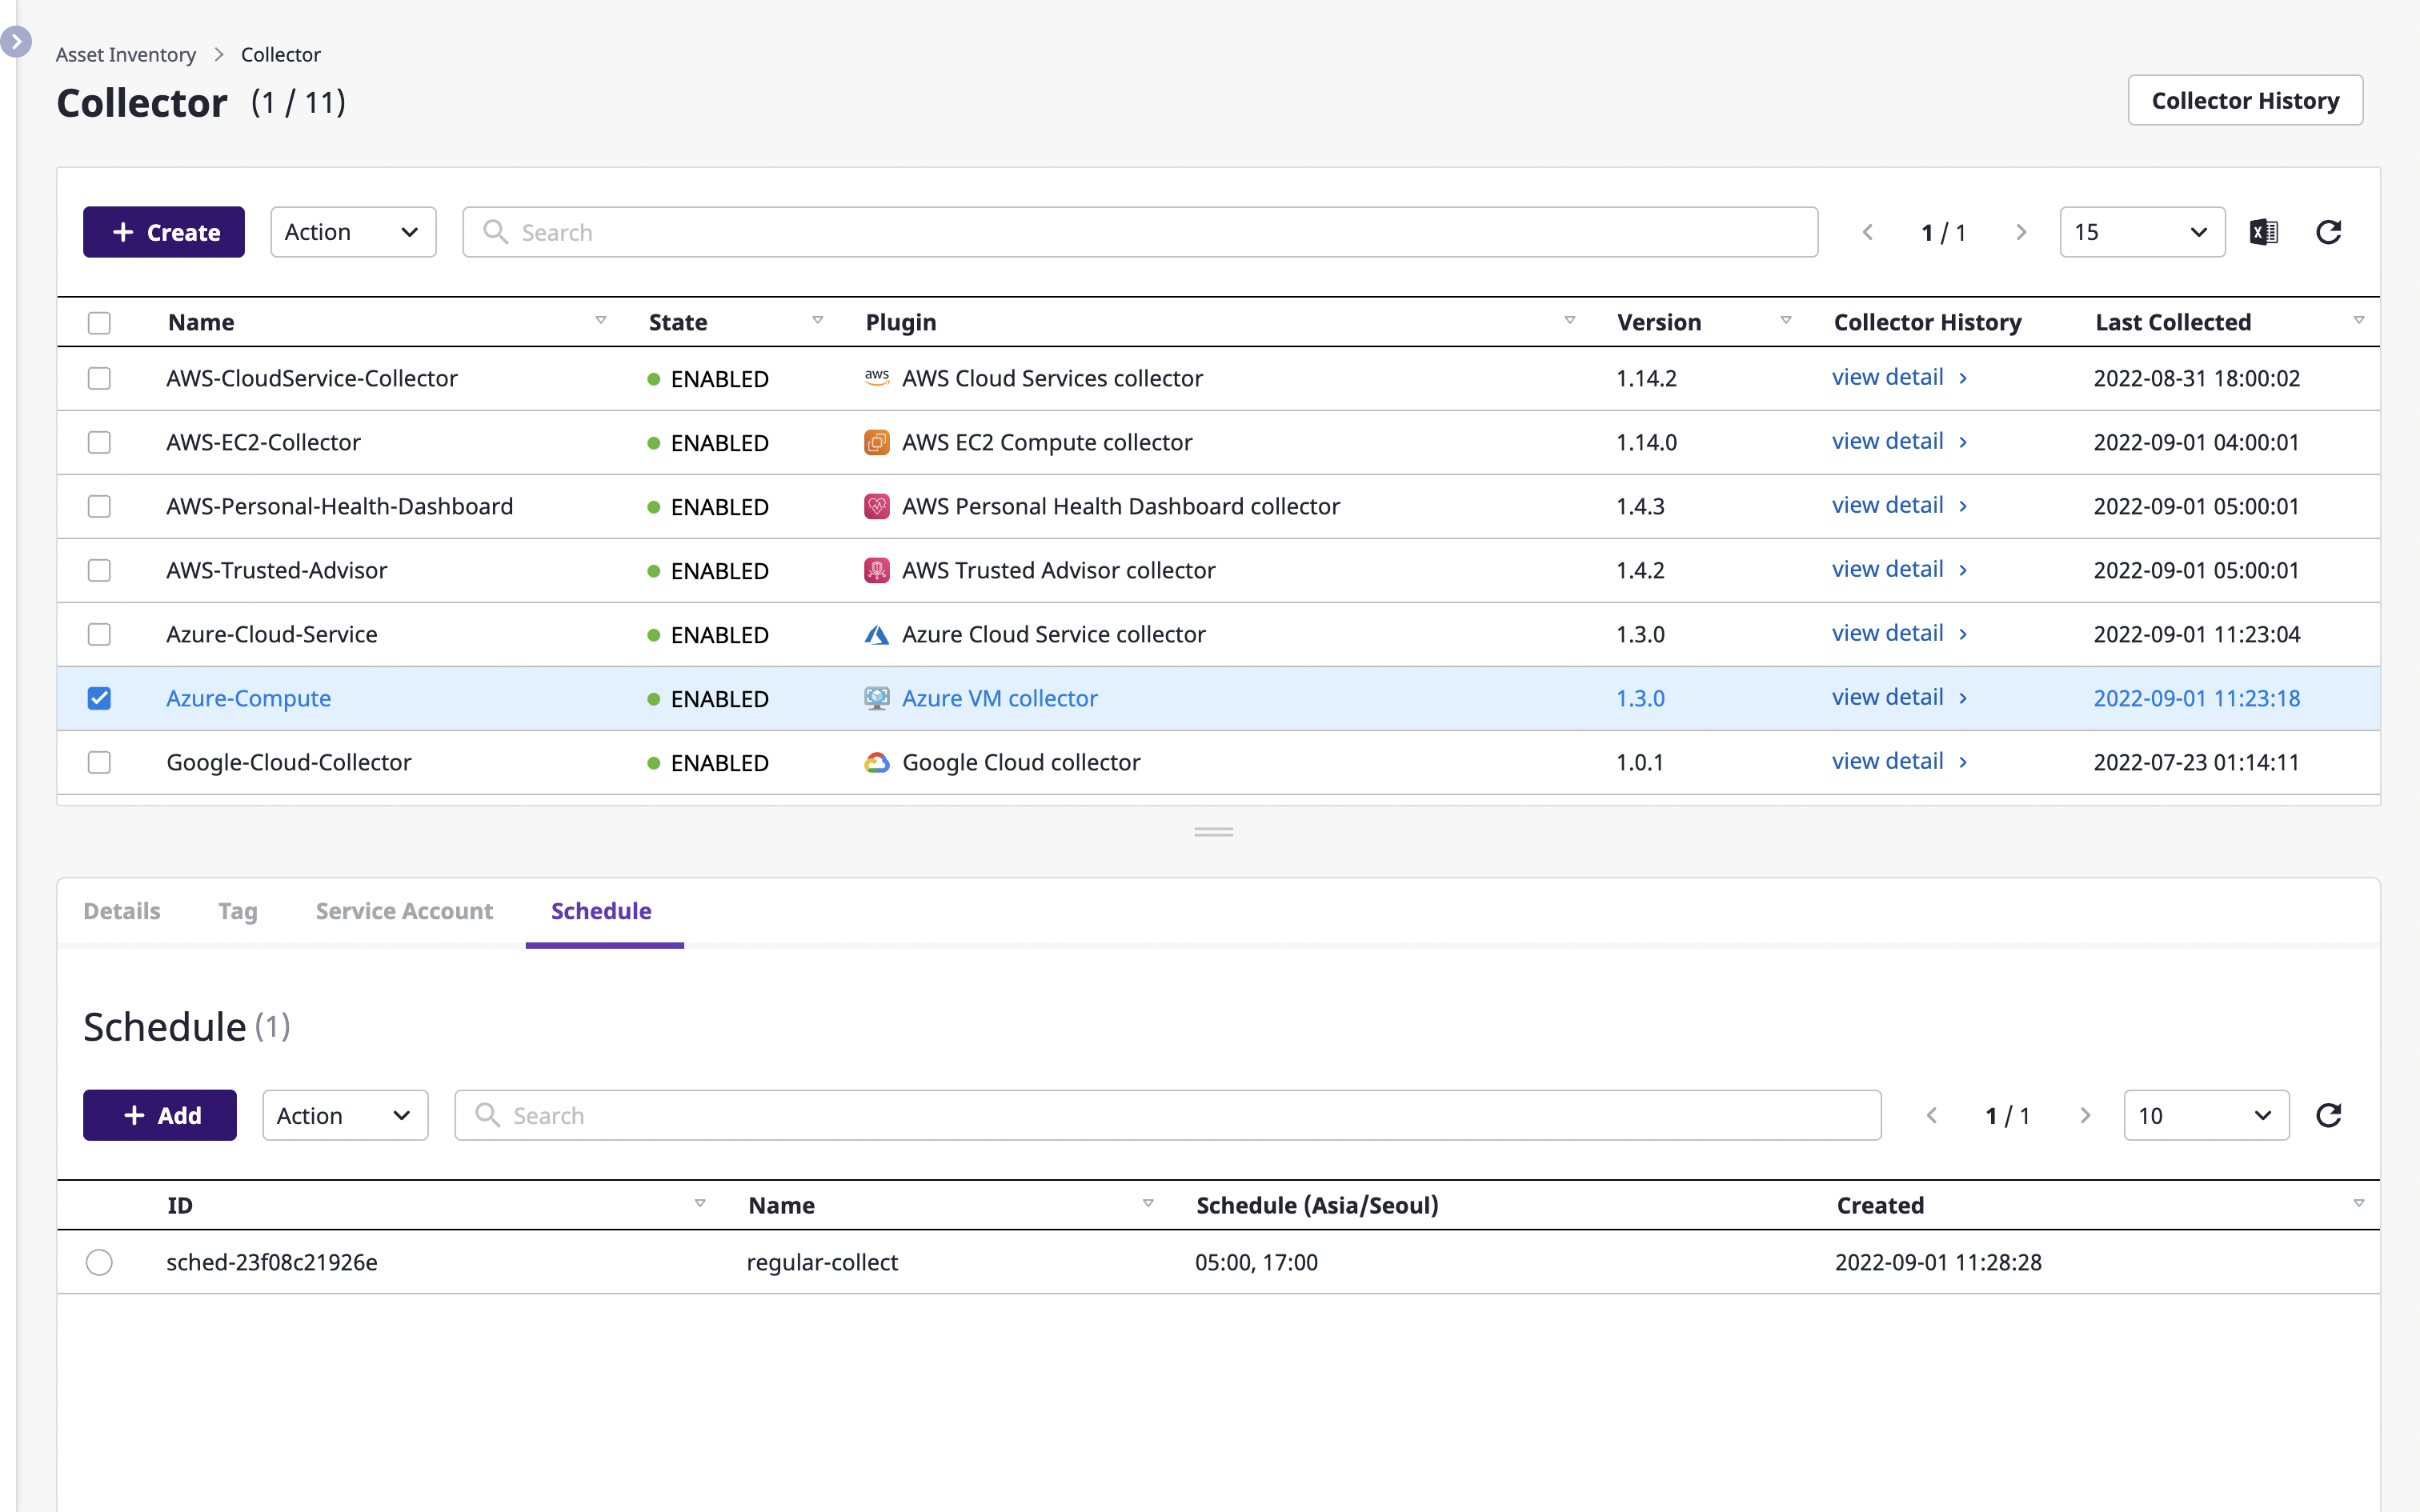 Asset Inventory > Collector
Collector (1 / 11)
Collector History
+ Create
Action
Search
1 / 1
15
Name State Plugin Version Collector History Last Collected
AWS-CloudService-Collector ENABLED aws AWS Cloud Services collector 1.14.2 view detail > 2022-08-31 18:00:02
AWS-EC2-Collector ENABLED AWS EC2 Compute collector 1.14.0 view detail > 2022-09-01 04:00:01
AWS-Personal-Health-Dashboard ENABLED AWS Personal Health Dashboard collector 1.4.3 view detail > 2022-09-01 05:00:01
AWS-Trusted-Advisor ENABLED AWS Trusted Advisor collector 1.4.2 view detail > 2022-09-01 05:00:01
Azure-Cloud-Service ENABLED Azure Cloud Service collector 1.3.0 view detail > 2022-09-01 11:23:04
Azure-Compute ENABLED Azure VM collector 1.3.0 view detail > 2022-09-01 11:23:18
Google-Cloud-Collector ENABLED Google Cloud collector 1.0.1 view detail > 2022-07-23 01:14:11
Details Tag Service Account Schedule
Schedule (1)
+ Add
Action
Search
1 / 1
10
ID Name Schedule (Asia/Seoul) Created
sched-23f08c21926e regular-collect 05:00, 17:00 2022-09-01 11:28:28